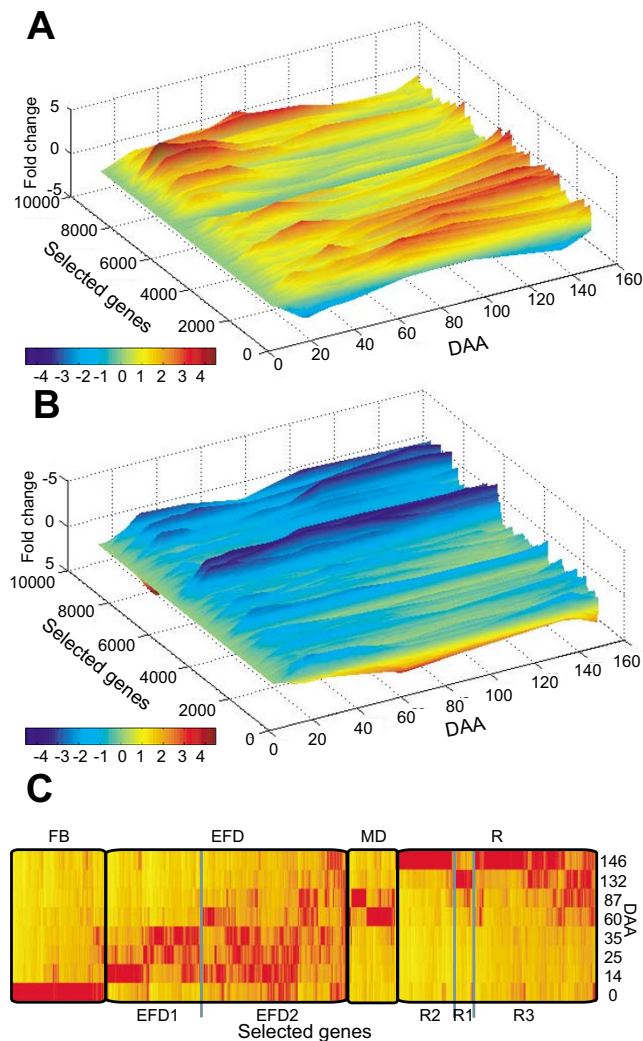 A
Fold change
5
0
-5
10000
8000
6000
4000
2000
0
Selected genes
0
20
40
60
80
100
120
140
160
DAA
-4 -3 -2 -1 0 1 2 3 4
B
Fold change
-5
0
5
10000
8000
6000
4000
2000
0
Selected genes
0
20
40
60
80
100
120
140
160
DAA
-4 -3 -2 -1 0 1 2 3 4
C
FB EFD MD R
146
132
87
60
35
25
14
0
DAA
EFD1 EFD2 R2 R1 R3
Selected genes